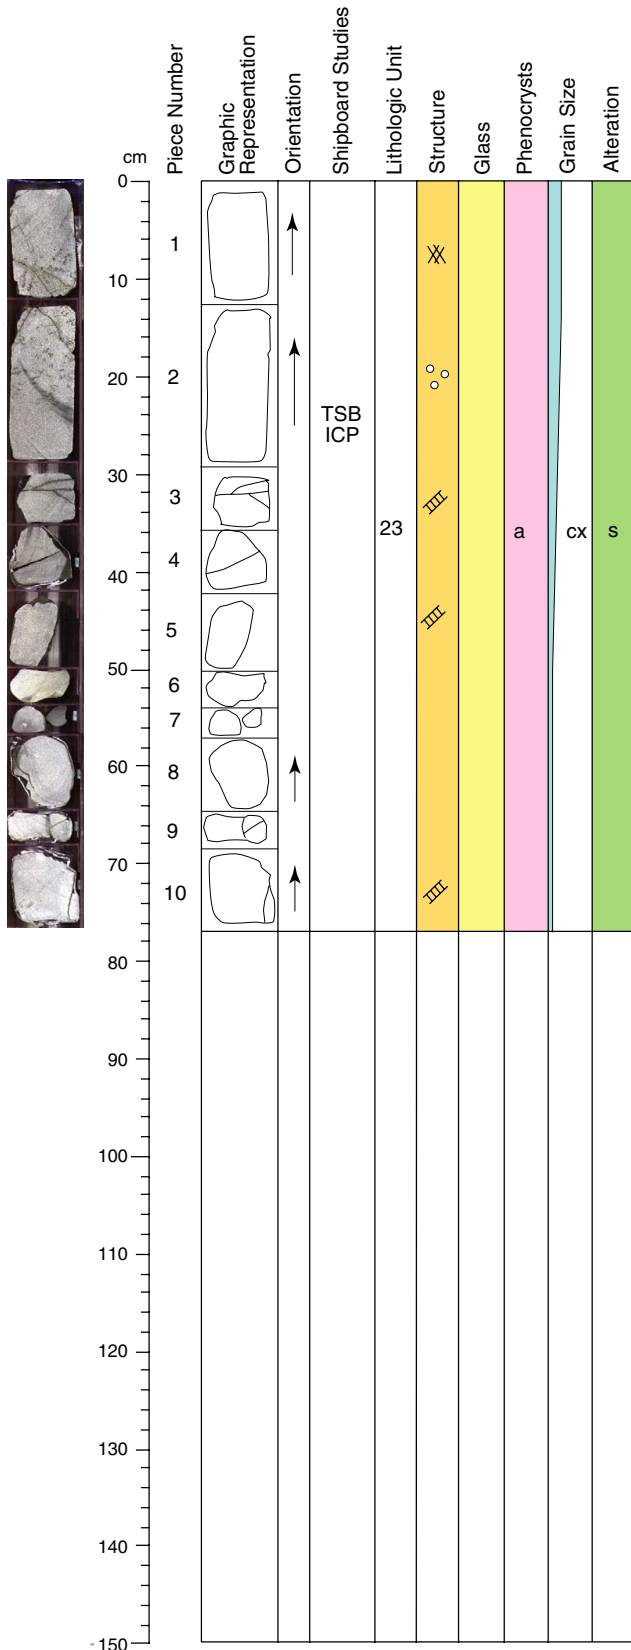 cm
Piece Number
Graphic
Representation
Orientation
Shipboard Studies
Lithologic Unit
Structure
Glass
Phenocrysts
Grain Size
Alteration
0
10
20
30
40
50
60
70
80
90
100
110
120
130
140
150
1
2
3
4
5
6
7
8
9
10
TSB
ICP
23
a
cx
s